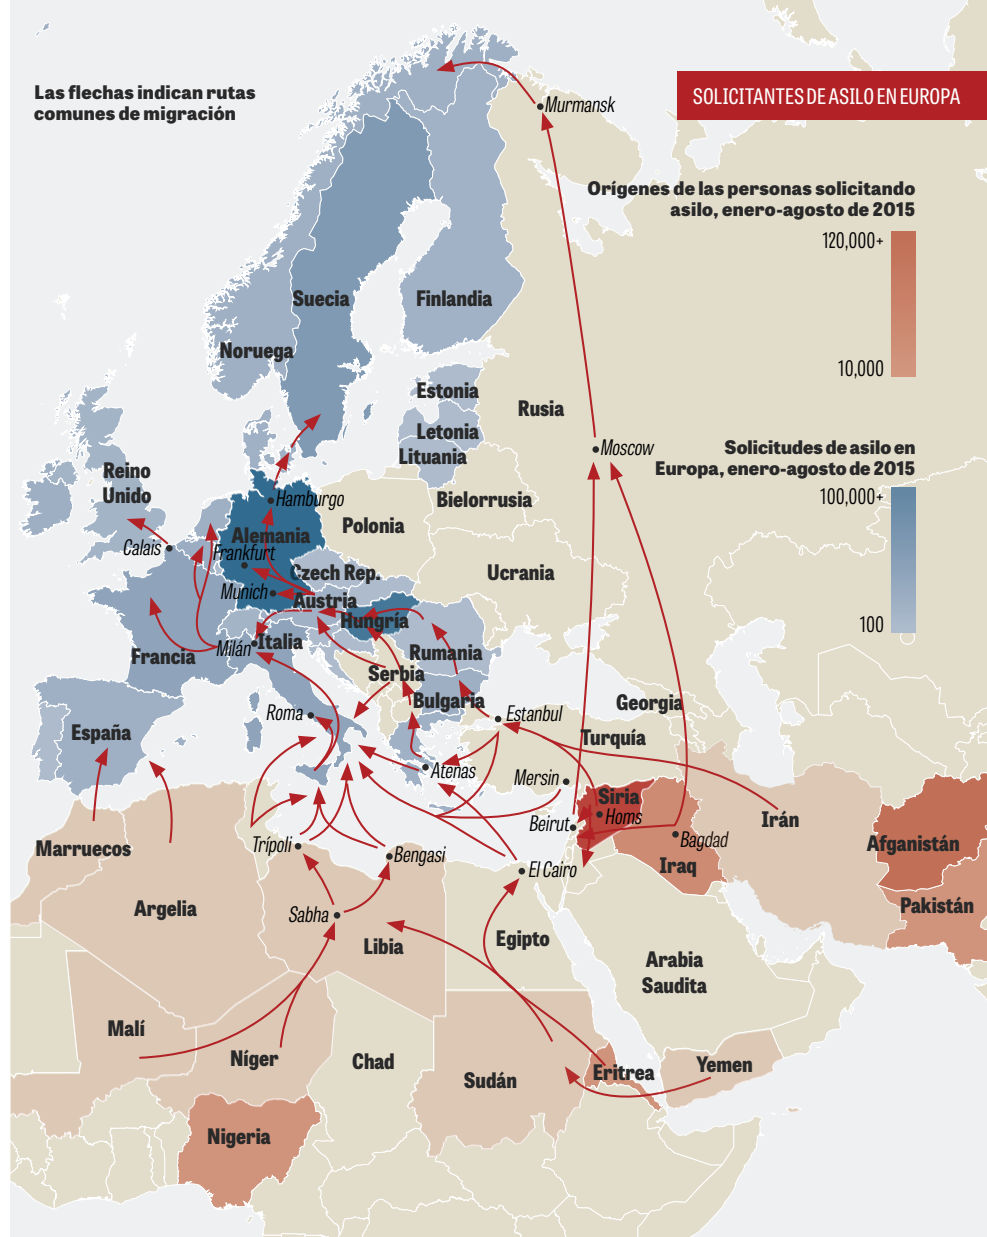 Las flechas indican rutas
comunes de migración
SOLICITANTES DE ASILO EN EUROPA
Murmansk
Orígenes de las personas solicitando
asilo, enero-agosto de 2015
120,000+
10,000
Suecia
Finlandia
Noruega
Estonia
Rusia
Letonia
Lituania
Moscow
Solicitudes de asilo en
Europa, enero-agosto de 2015
100,000+
100
Reino
Unido
Hamburgo
Bielorrusia
Polonia
Alemania
Calais
Frankfurt
Czech Rep.
Ucrania
Munich
Austria
Hungría
Milán
Italia
Francia
Rumania
Serbia
Bulgaria
Georgia
Roma
Estanbul
España
Turquía
Atenas
Mersin
Siria
Homs
Beirut
Irán
Bagdad
Afganistán
Marruecos
Trípoli
Bengasi
El Cairo
Iraq
Pakistán
Argelia
Sabha
Libia
Egipto
Arabia
Saudita
Malí
Níger
Chad
Sudán
Eritrea
Yemen
Nigeria